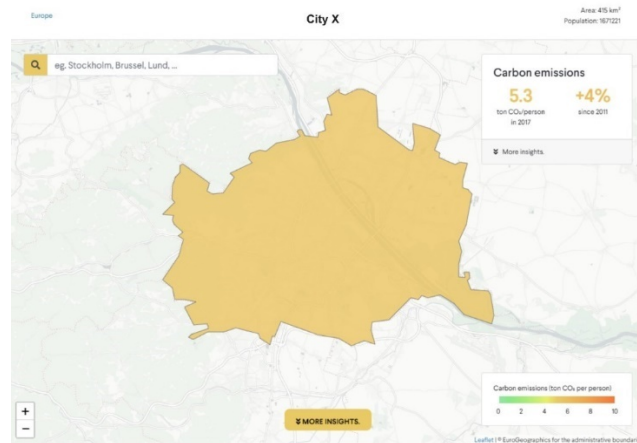 Europe
City X
Area: 415 km²
Population: 1671221
eg. Stockholm, Brussel, Lund, ...
Carbon emissions
5.3 +4%
ton CO₂/person since 2011
in 2017
More insights.
Carbon emissions (ton CO₂ per person)
0 2 4 6 8 10
+
−
MORE INSIGHTS.
Leaflet | © EuroGeographics for the administrative boundari